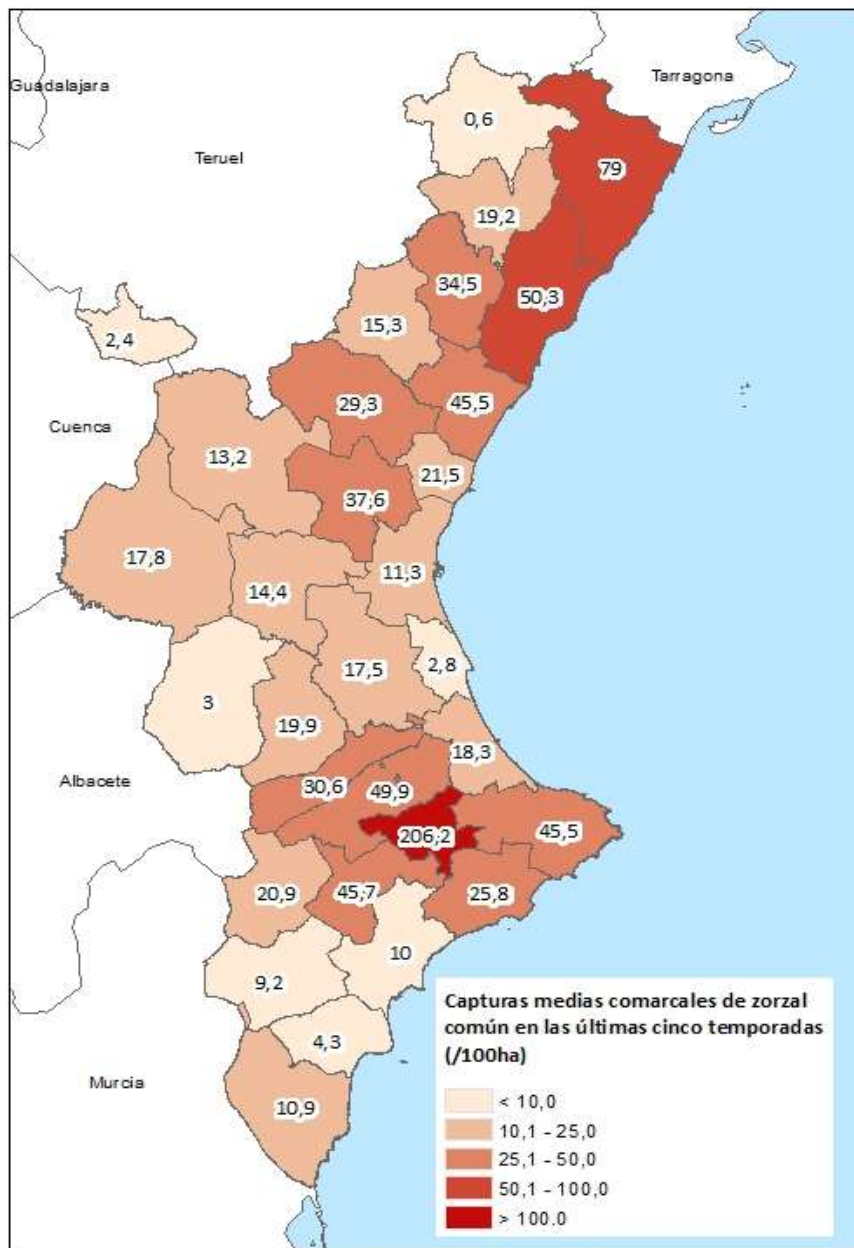 Tarragona
Guadalajara
0,6
Teruel
79
19,2
34,5
50,3
15,3
2,4
29,3
45,5
Cuenca
13,2
21,5
37,6
17,8
11,3
14,4
17,5
2,8
3
19,9
18,3
Albacete
30,6
49,9
206,2
45,5
20,9
45,7
25,8
10
9,2
4,3
Murcia
10,9
Capturas medias comarcales de zorzal
común en las últimas cinco temporadas
(/100ha)
< 10,0
10,1 - 25,0
25,1 - 50,0
50,1 - 100,0
> 100.0